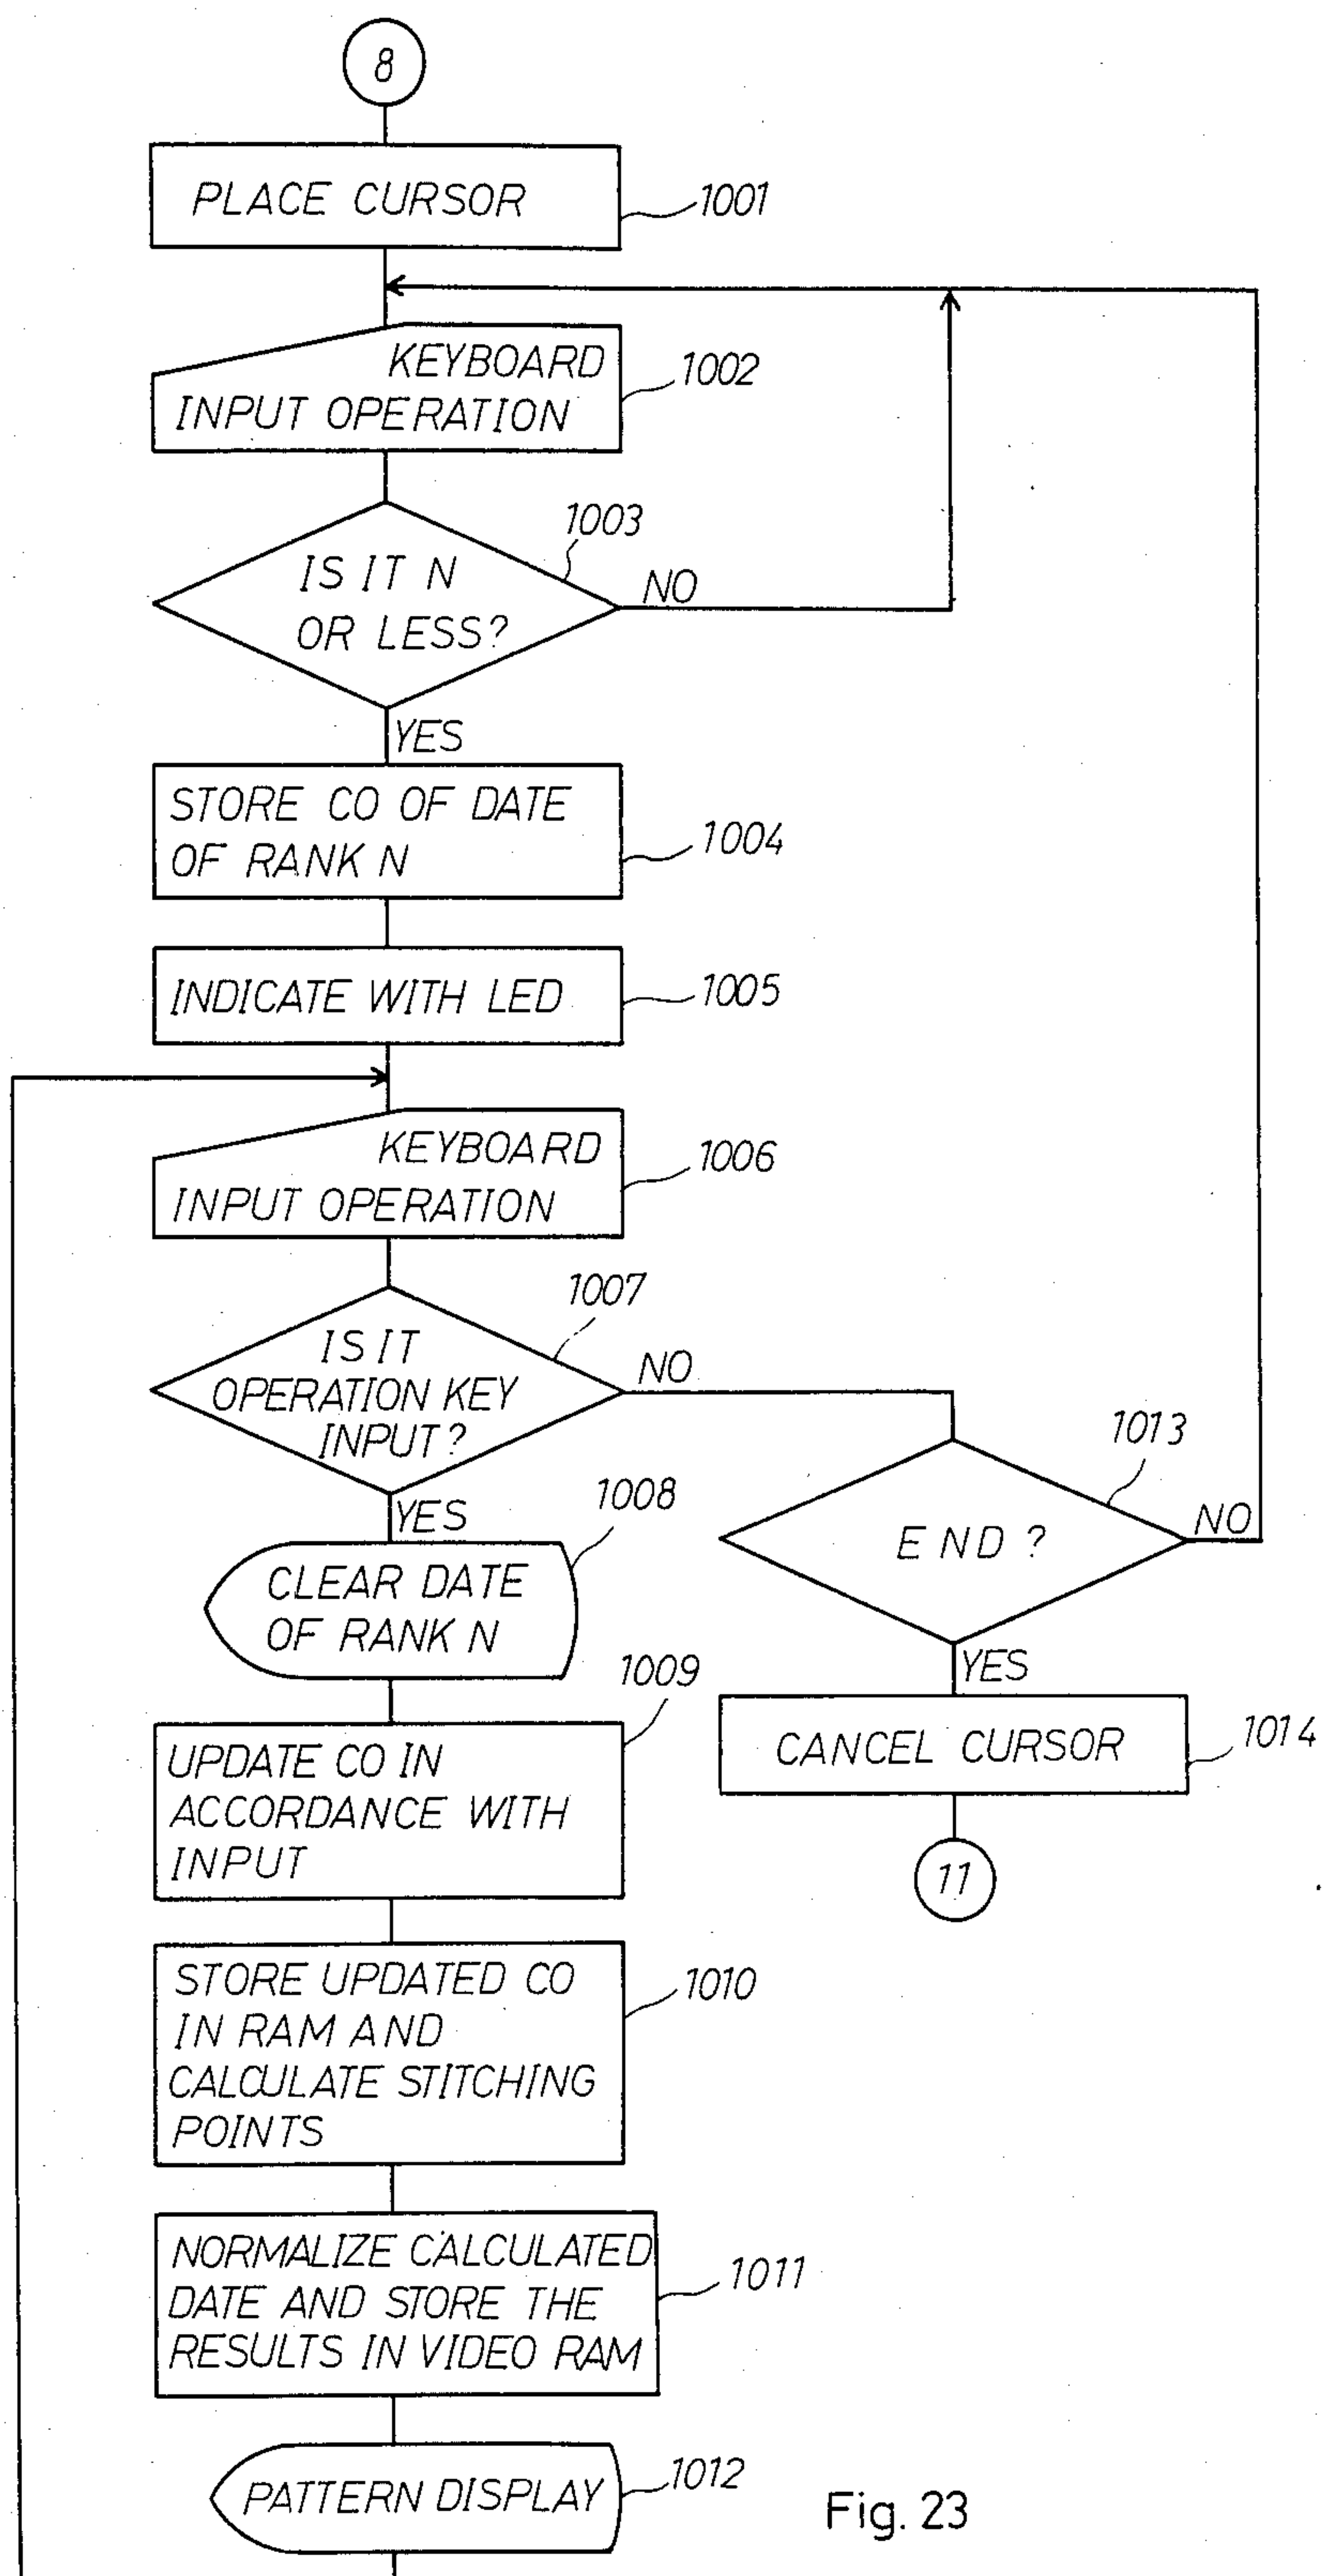 8
PLACE CURSOR
1001
KEYBOARD
INPUT OPERATION
1002
1003
IS IT N
OR LESS?
NO
YES
STORE CO OF DATE
OF RANK N
1004
INDICATE WITH LED
1005
KEYBOARD
INPUT OPERATION
1006
1007
IS IT
OPERATION KEY
INPUT?
NO
YES
1008
CLEAR DATE
OF RANK N
1009
UPDATE CO IN
ACCORDANCE WITH
INPUT
STORE UPDATED CO
IN RAM AND
CALCULATE STITCHING
POINTS
1010
NORMALIZE CALCULATED
DATE AND STORE THE
RESULTS IN VIDEO RAM
1011
PATTERN DISPLAY
1012
1013
END ?
NO
YES
CANCEL CURSOR
1014
11
Fig. 23